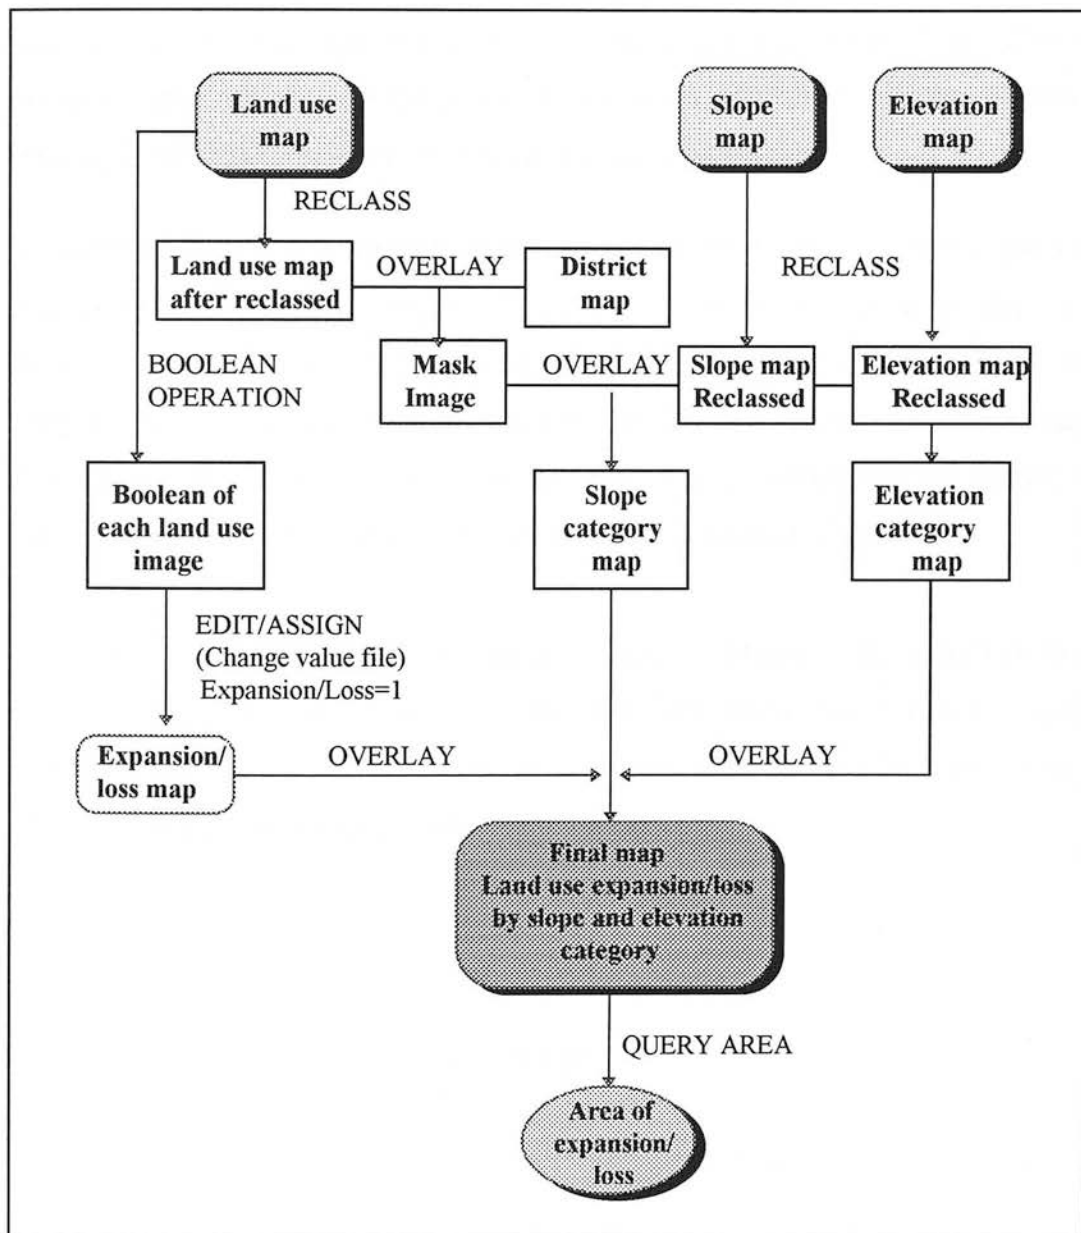 Land use
map
Slope
map
Elevation
map
RECLASS
Land use map
after reclassed
OVERLAY
District
map
RECLASS
BOOLEAN
OPERATION
Mask
Image
OVERLAY
Slope map
Reclassed
Elevation map
Reclassed
Boolean of
each land use
image
Slope
category
map
Elevation
category
map
EDIT/ASSIGN
(Change value file)
Expansion/Loss=1
Expansion/
loss map
OVERLAY
OVERLAY
Final map
Land use expansion/loss
by slope and elevation
category
QUERY AREA
Area of
expansion/
loss